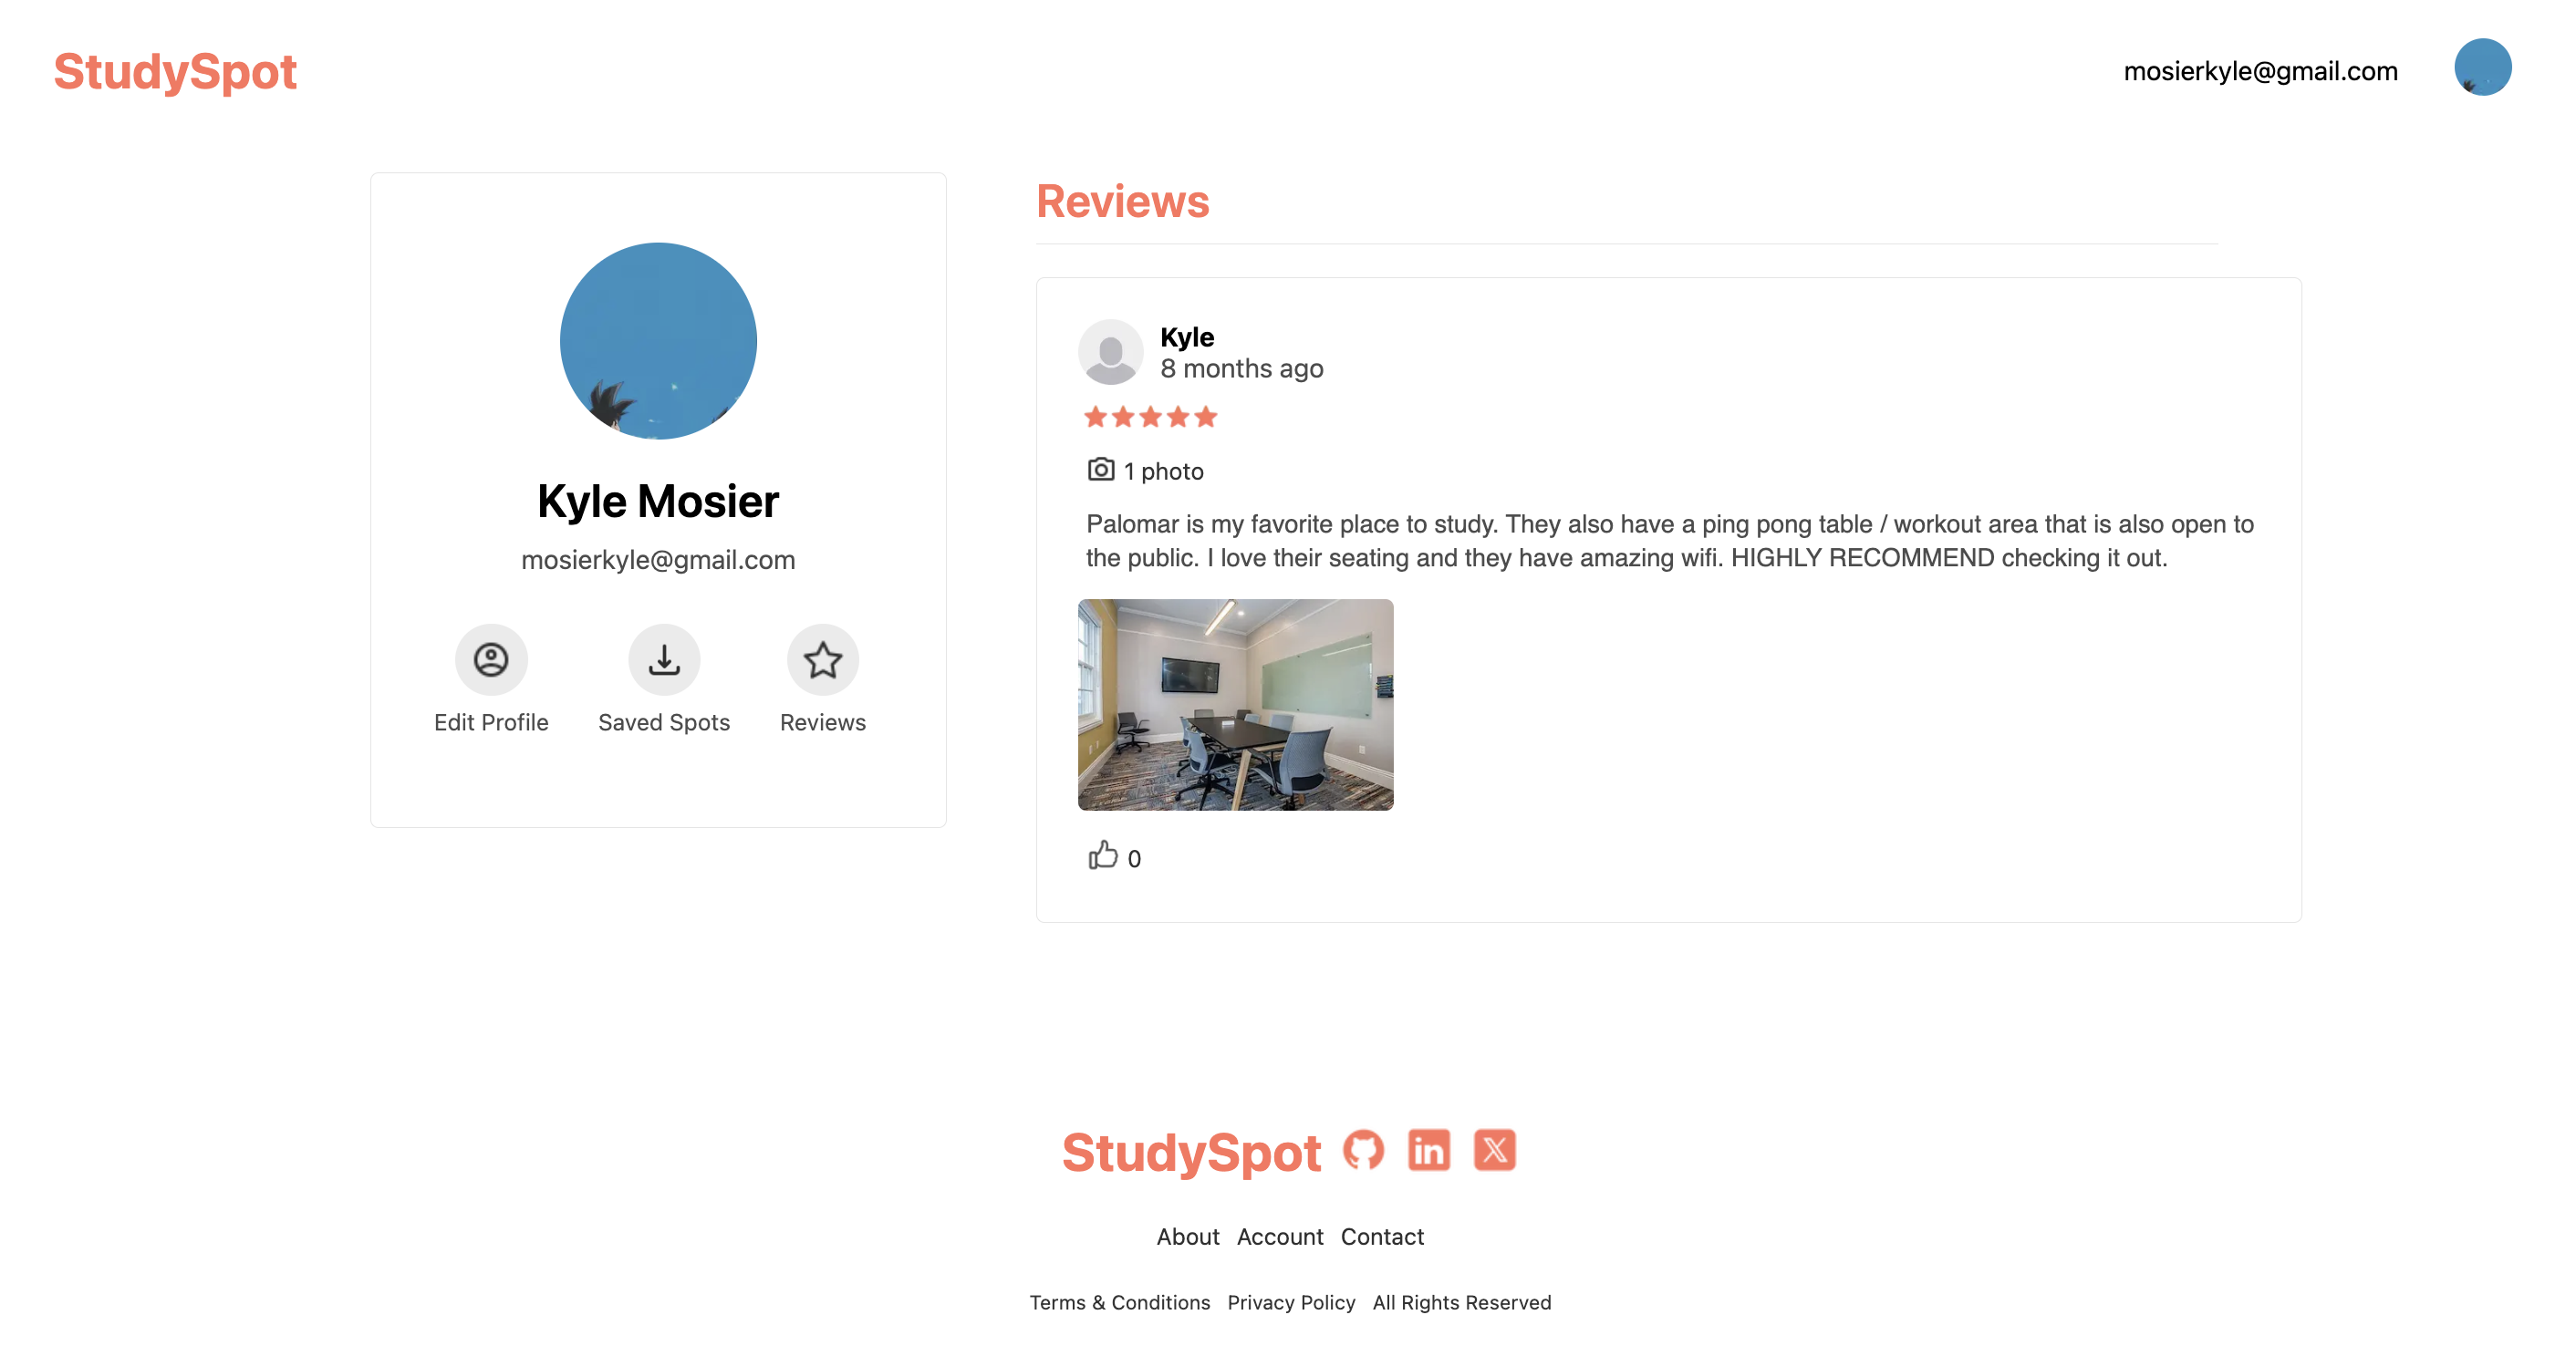 StudySpot
mosierkyle@gmail.com
Kyle Mosier
mosierkyle@gmail.com
Edit Profile
Saved Spots
Reviews
Reviews
Kyle
8 months ago
1 photo
Palomar is my favorite place to study. They also have a ping pong table / workout area that is also open to
the public. I love their seating and they have amazing wifi. HIGHLY RECOMMEND checking it out.
0
StudySpot
in
X
About Account Contact
Terms & Conditions Privacy Policy All Rights Reserved